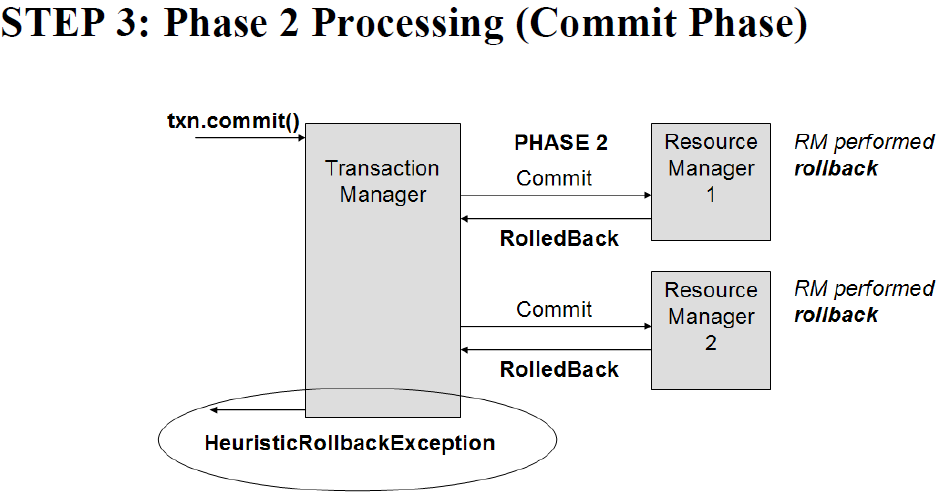 STEP 3: Phase 2 Processing (Commit Phase)
txn.commit()
Transaction
Manager
PHASE 2
Commit
RolledBack
Resource
Manager
1
RM performed
rollback
Commit
RolledBack
Resource
Manager
2
RM performed
rollback
HeuristicRollbackException